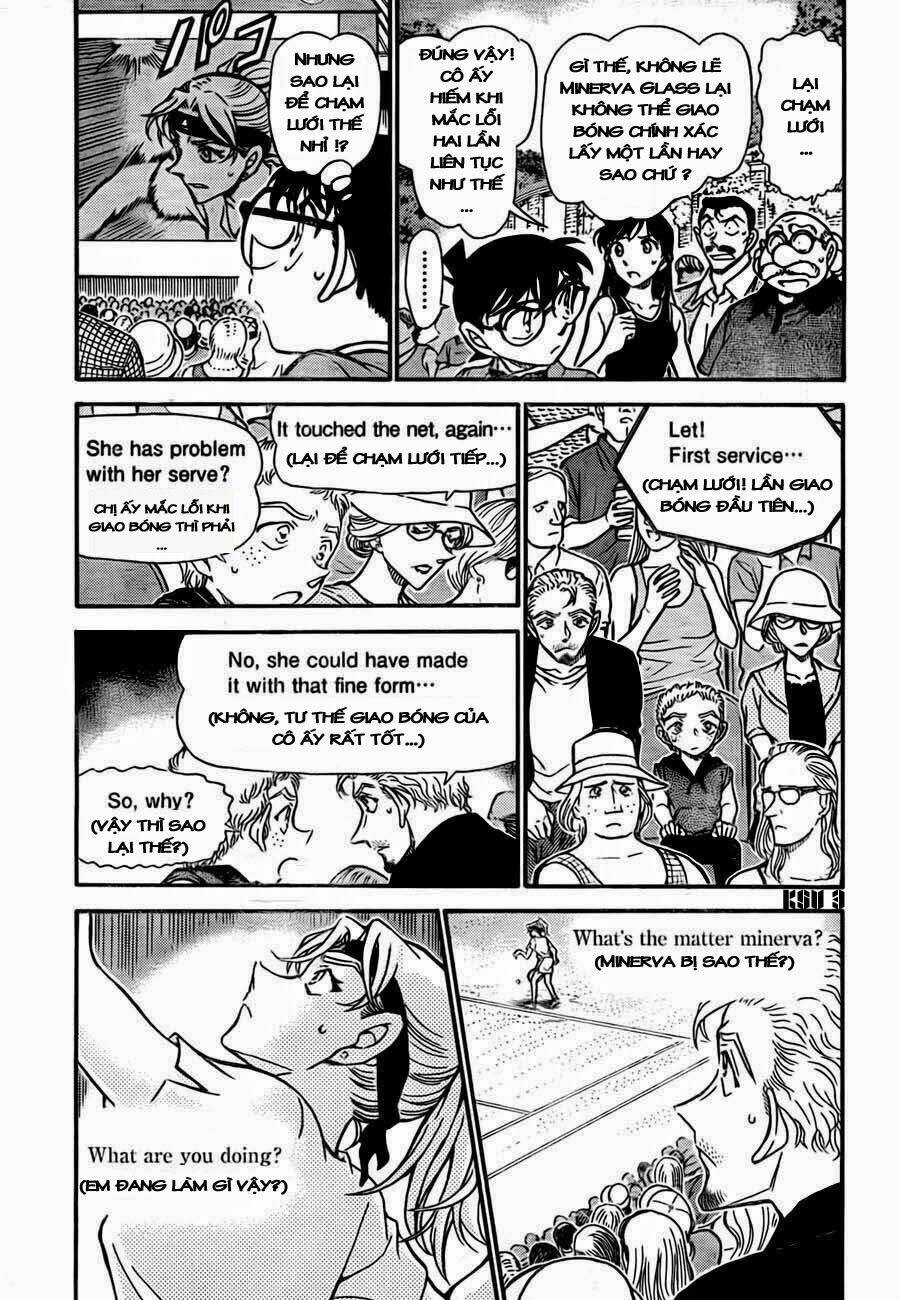 LẠI
CHẠM
LƯỚI
...
GÌ THẾ, KHÔNG LẼ
MINERVA GLASS LẠI
KHÔNG THỂ GIAO
BÓNG CHÍNH XÁC
LẤY MỘT LẦN HAY
SAO CHỨ ?
ĐÚNG VẬY!
CÔ ẤY
HIẾM KHI
MẮC LỖI
HAI LẦN
LIÊN TỤC
NHƯ THẾ
...
………
パコ
NHƯNG
SAO LẠI
ĐỂ CHẠM
LƯỚI THẾ
NHỈ !?
Let!
First service…
(CHẠM LƯỚI! LẦN GIAO
BÓNG ĐẦU TIÊN...)
It touched the net, again…
(LẠI ĐỂ CHẠM LƯỚI TIẾP...)
She has problem
with her serve?
CHỊ ẤY MẮC LỖI KHI
GIAO BÓNG THÌ PHẢI
...
No, she could have made
it with that fine form…
(KHÔNG, TƯ THẾ GIAO BÓNG CỦA
CÔ ẤY RẤT TỐT...)
So, why?
(VẬY THÌ SAO
LẠI THẾ?)
KSV 3
What's the matter minerva?
(MINERVA BỊ SAO THẾ?)
What are you doing?
(EM ĐANG LÀM GÌ VẬY?)